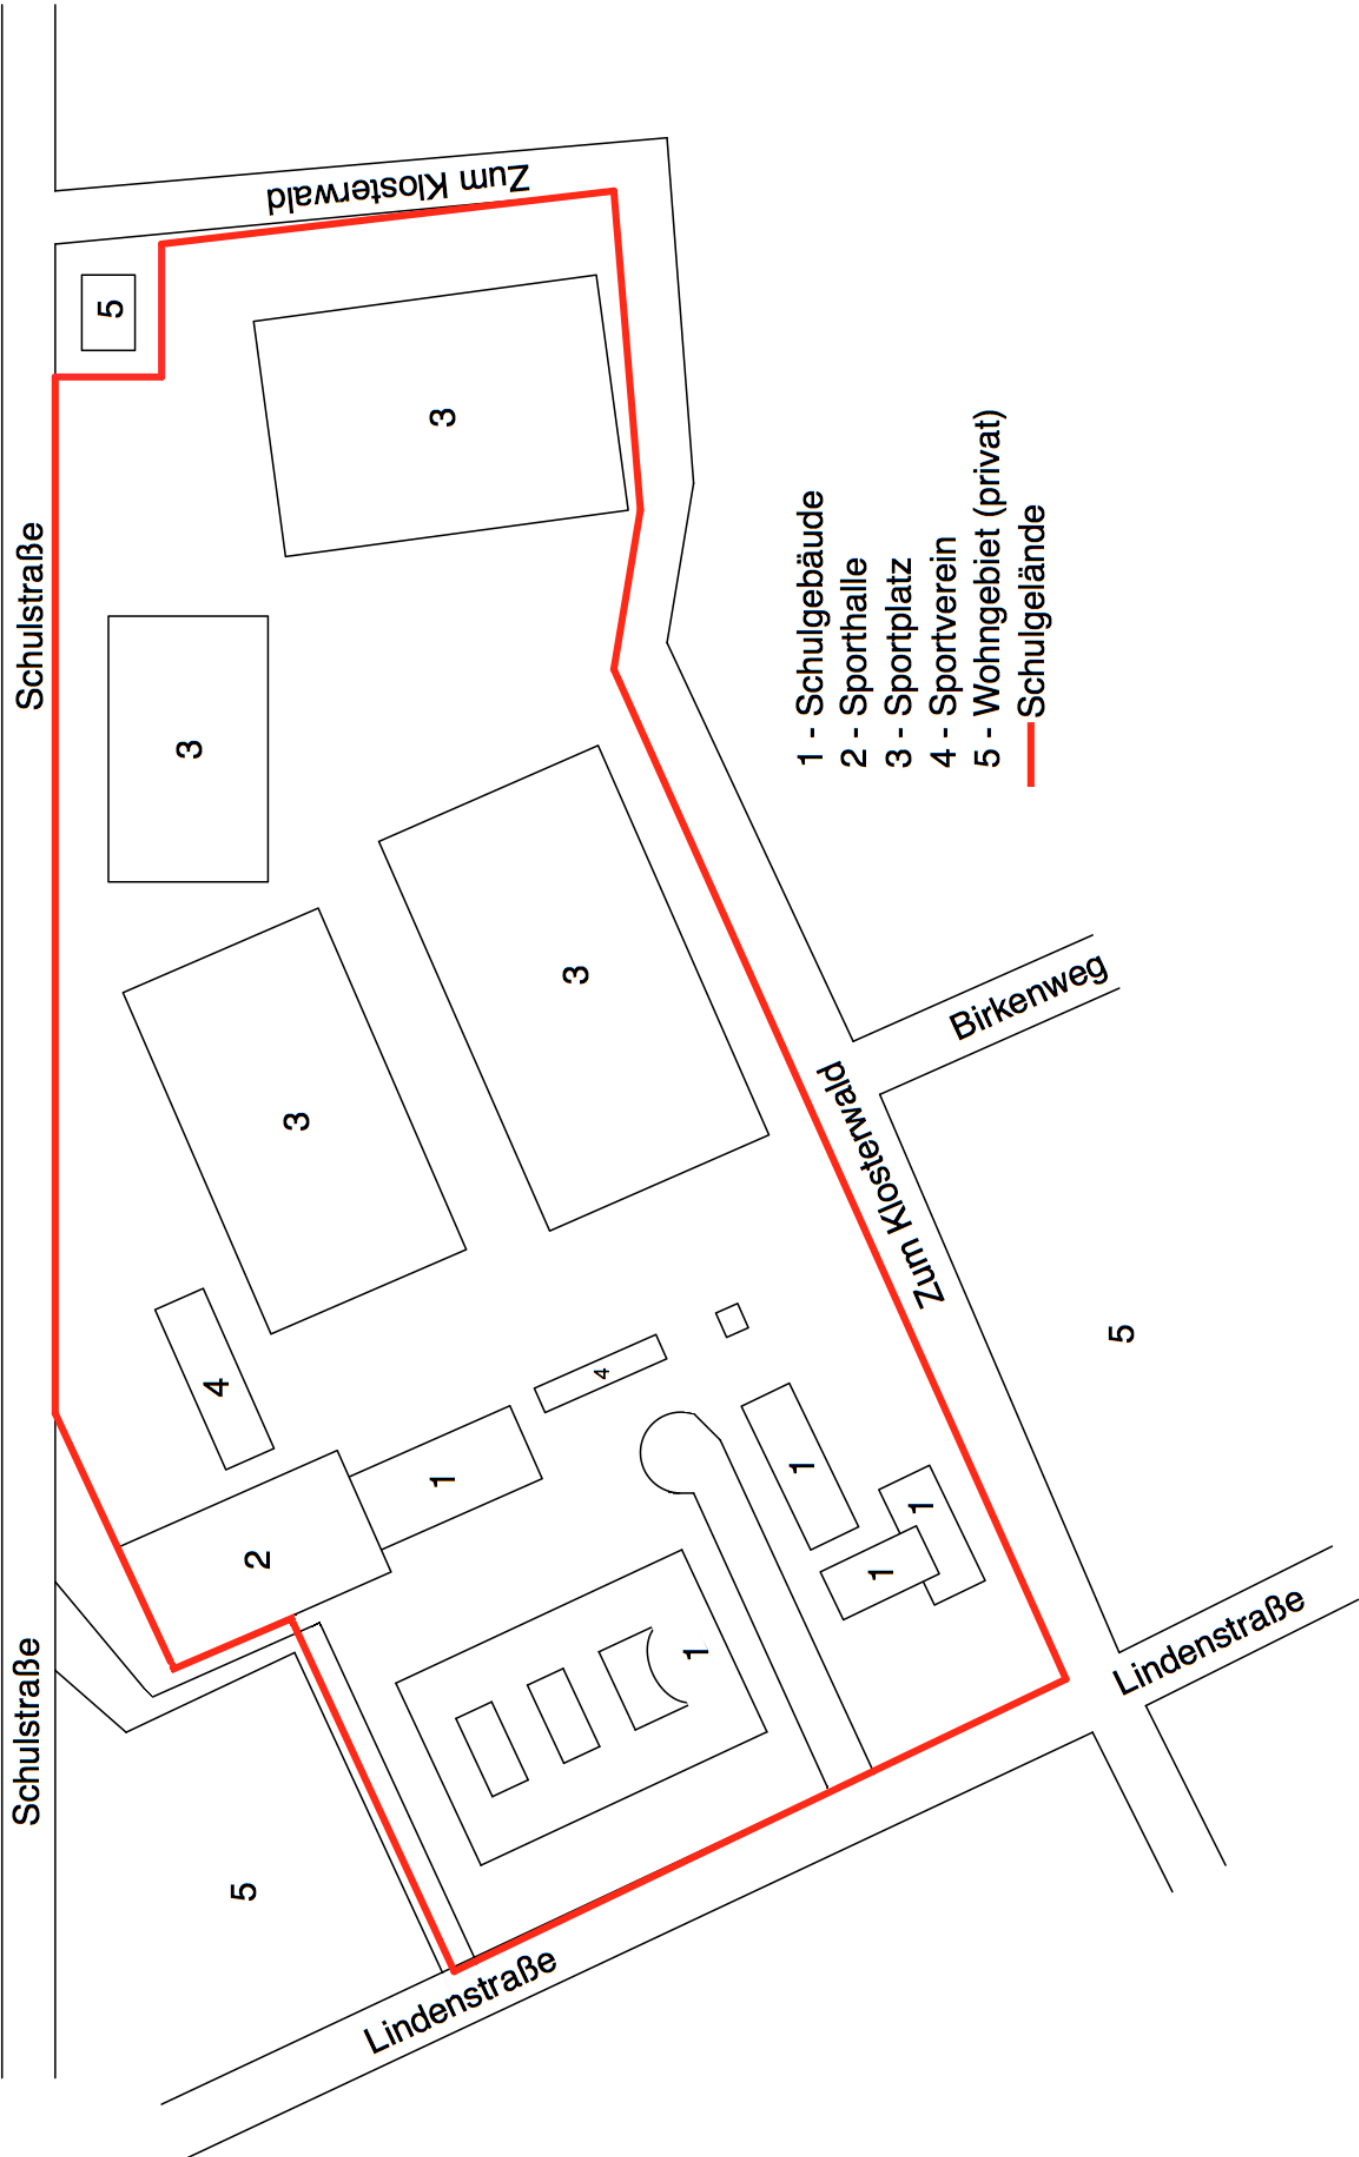 Schulstraße
Schulstraße
Zum Klosterwald
Zum Klosterwald
Birkenweg
Lindenstraße
Lindenstraße
5
3
3
3
3
4
4
2
1
1
1
1
1
5
5
1 - Schulgebäude
2 - Sporthalle
3 - Sportplatz
4 - Sportverein
5 - Wohngebiet (privat)
Schulgelände